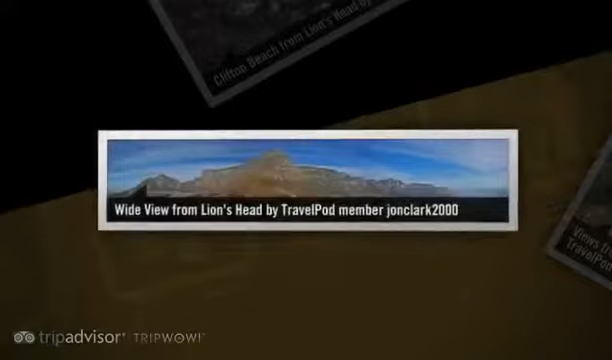 Clifton Beach from Lion's Head by
Wide View from Lion's Head by TravelPod member jonclark2000
Views
TravelPod
tripadvisor® TRIPWOW!™